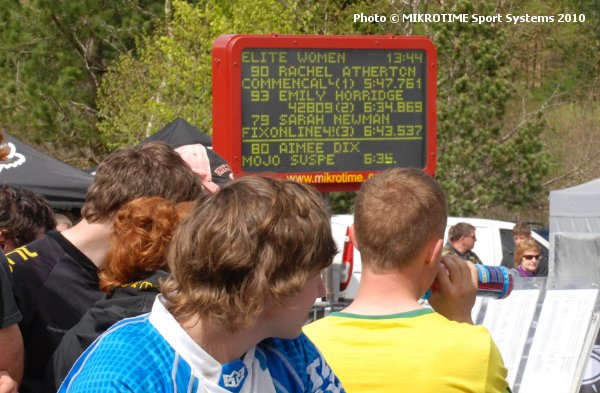 Photo © MIKROTIME Sport Systems 2010
ELITE WOMEN 13:44
90 RACHEL ATHERTON
COMMENCAL4(1) 5:47.761
93 EMILY HORRIDGE
42809(2) 6:34.869
79 SARAH NEWMAN
FIXONLINE4!(3) 6:43.537
80 AIMEE DIX
MOJO SUSPE 6:35.
www.mikrotime.com